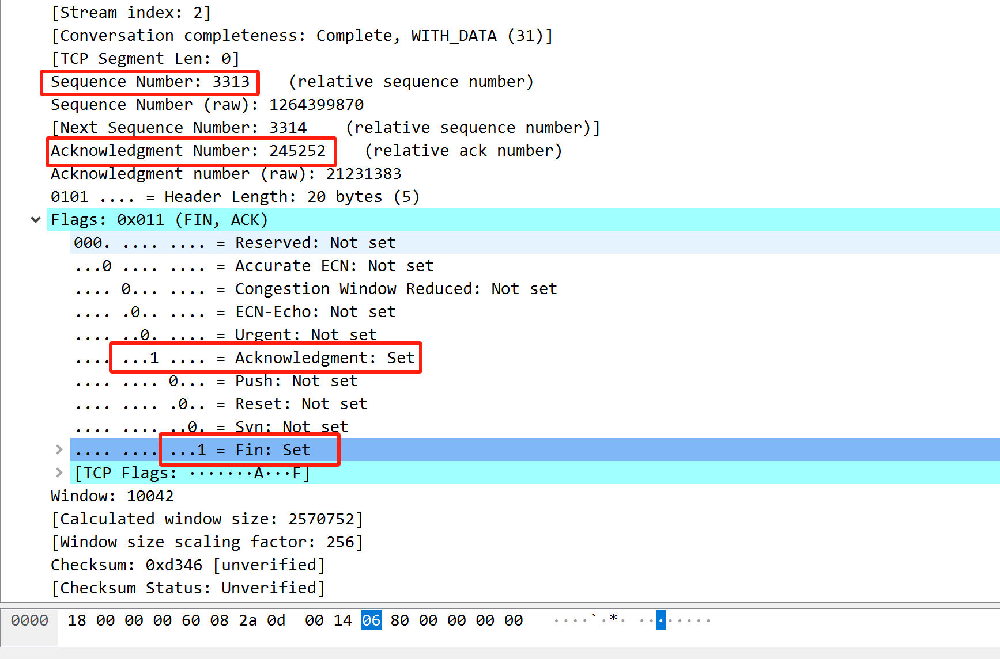 [Stream index: 2]
[Conversation completeness: Complete, WITH_DATA (31)]
[TCP Segment Len: 0]
Sequence Number: 3313    (relative sequence number)
Sequence Number (raw): 1264399870
[Next Sequence Number: 3314    (relative sequence number)]
Acknowledgment Number: 245252    (relative ack number)
Acknowledgment number (raw): 21231383
0101 .... = Header Length: 20 bytes (5)
Flags: 0x011 (FIN, ACK)
000. .... .... = Reserved: Not set
...0 .... .... = Accurate ECN: Not set
.... 0... .... = Congestion Window Reduced: Not set
.... .0.. .... = ECN-Echo: Not set
.... ..0. .... = Urgent: Not set
.... ...1 .... = Acknowledgment: Set
.... .... 0... = Push: Not set
.... .... .0.. = Reset: Not set
.... .... ..0. = Syn: Not set
.... .... ...1 = Fin: Set
[TCP Flags: ·······A···F]
Window: 10042
[Calculated window size: 2570752]
[Window size scaling factor: 256]
Checksum: 0xd346 [unverified]
[Checksum Status: Unverified]
0000  18 00 00 00 60 08 2a 0d  00 14 06 80 00 00 00 00   ····`·*· ········